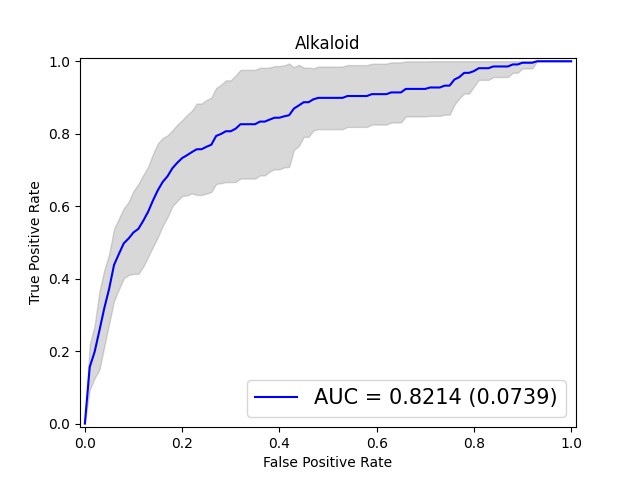 Alkaloid
1.0
0.8
0.6
0.4
0.2
0.0
True Positive Rate
AUC = 0.8214 (0.0739)
0.0 0.2 0.4 0.6 0.8 1.0
False Positive Rate